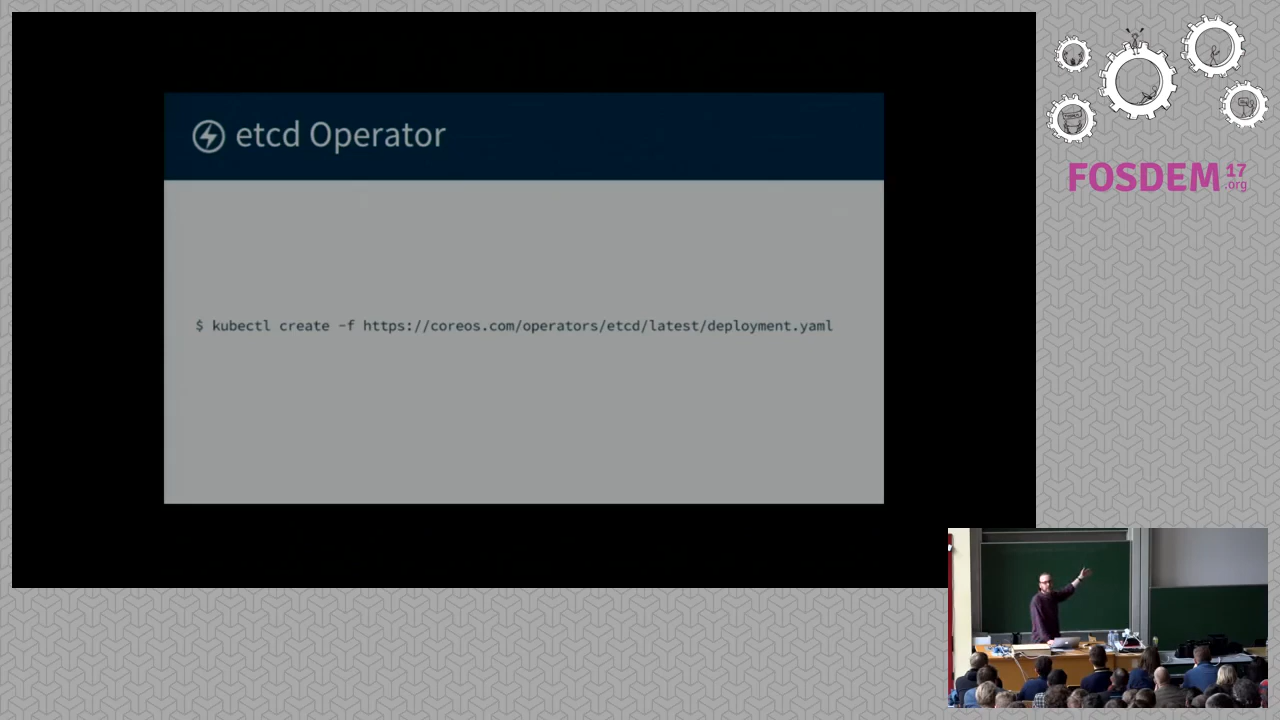 etcd Operator
$ kubectl create -f https://coreos.com/operators/etcd/latest/deployment.yaml
FOSDEM 17
.org